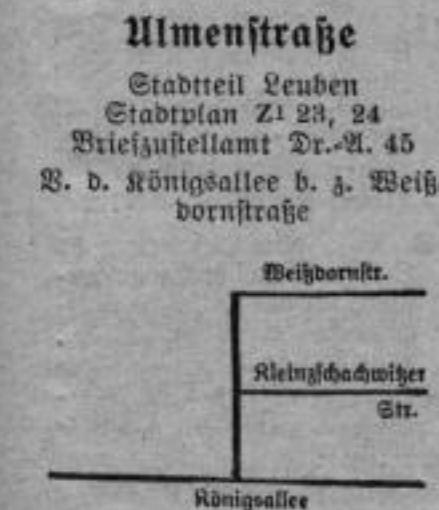 Ulmenstraße
Stadtteil Leuben
Stadtplan Z1 23, 24
Briefzustellamt Dr.-A. 45
V. d. Königsallee b. z. Weiß
dornstraße
Weißdornstr.
Kleinzschachwitzer
Str.
Königsallee